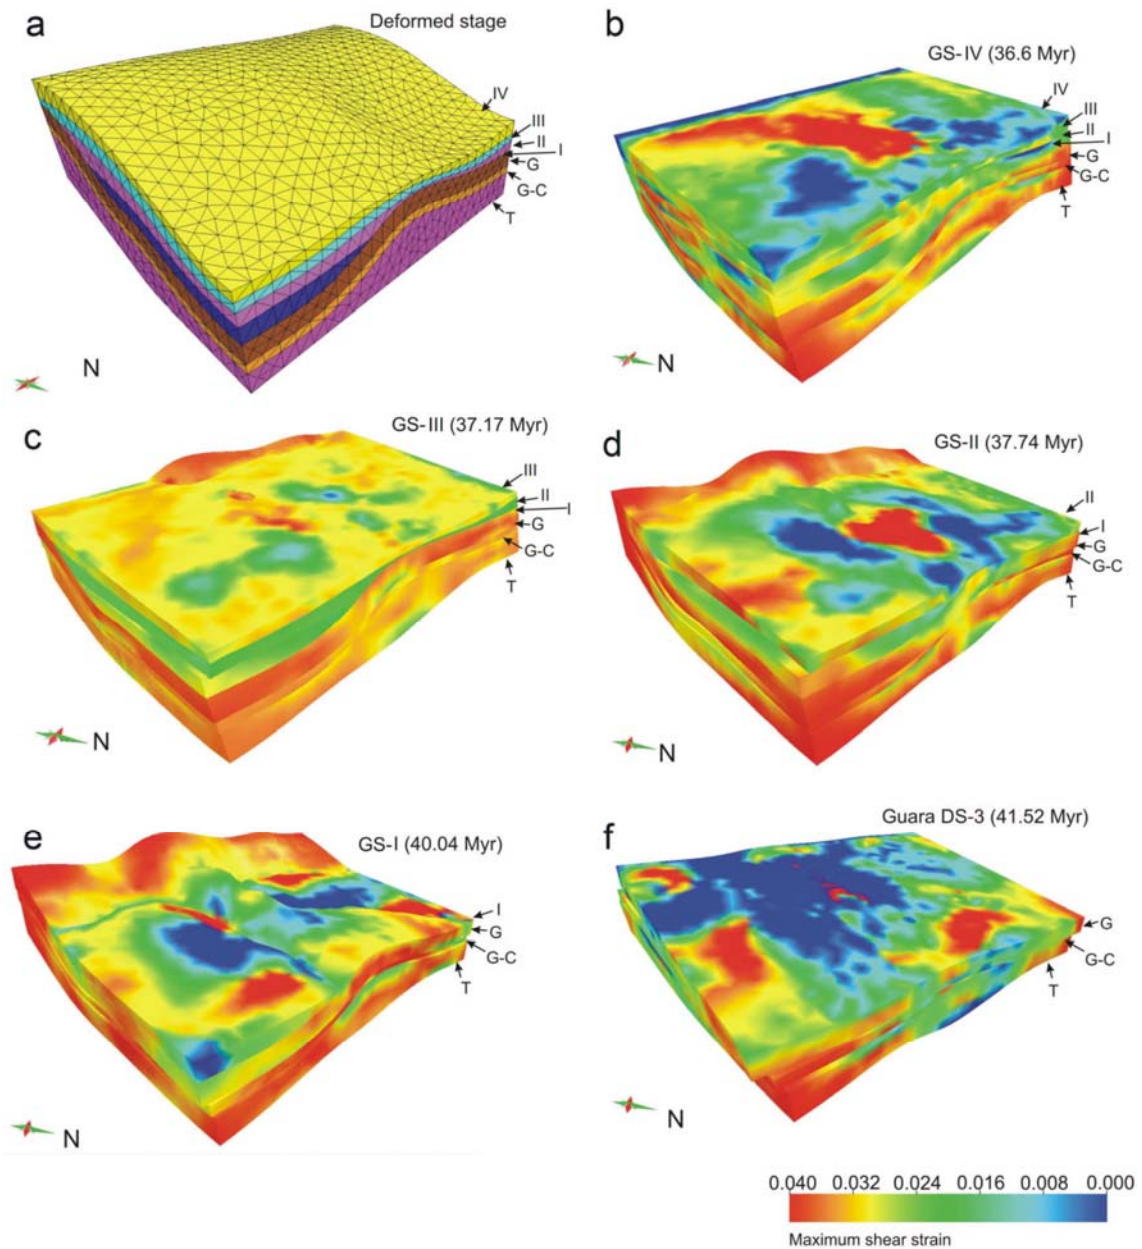 a
Deformed stage
IV
III
II
I
G
G-C
T
N
b
GS-IV (36.6 Myr)
IV
III
II
I
G
G-C
T
N
c
GS-III (37.17 Myr)
III
II
I
G
G-C
T
N
d
GS-II (37.74 Myr)
II
I
G
G-C
T
N
e
GS-I (40.04 Myr)
I
G
G-C
T
N
f
Guara DS-3 (41.52 Myr)
G
G-C
T
N
0.040 0.032 0.024 0.016 0.008 0.000
Maximum shear strain